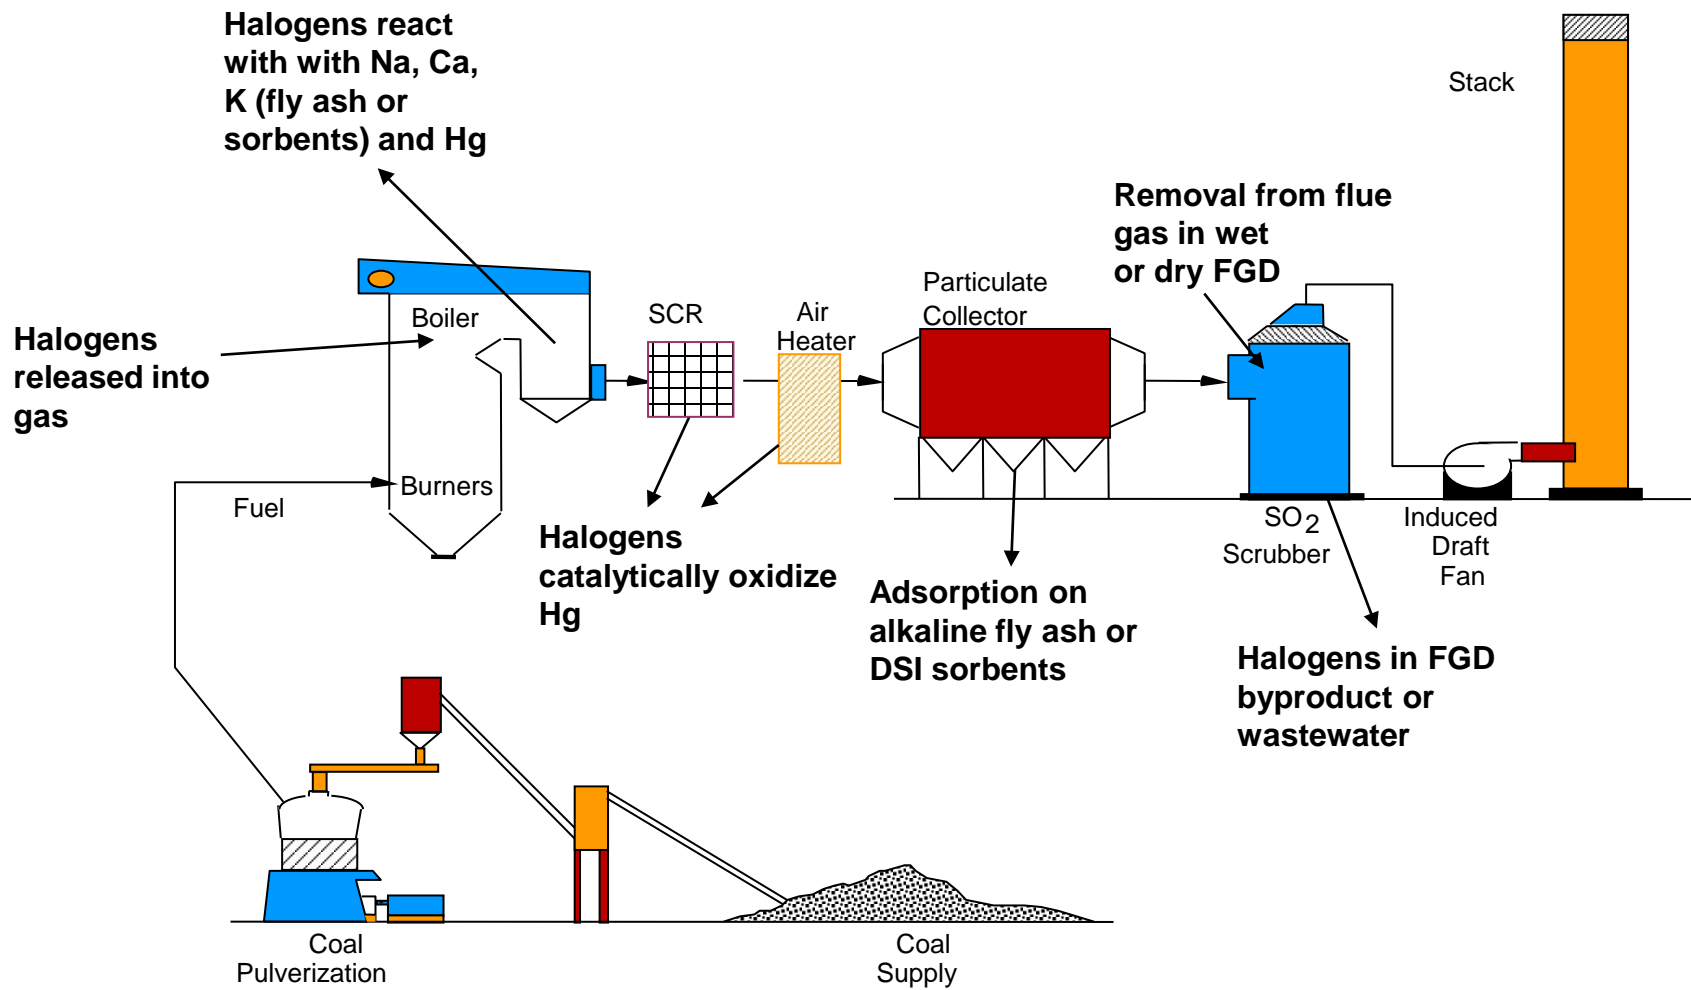 Halogens react
with with Na, Ca,
K (fly ash or
sorbents) and Hg
Stack
Removal from flue
gas in wet
or dry FGD
Particulate
Collector
Air
Heater
SCR
Boiler
Halogens
released into
gas
Burners
Fuel
Halogens
catalytically oxidize
Hg
Adsorption on
alkaline fly ash or
DSI sorbents
SO2
Scrubber
Induced
Draft
Fan
Halogens in FGD
byproduct or
wastewater
Coal
Pulverization
Coal
Supply